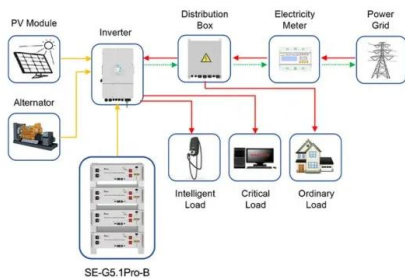 PV Module
Inverter
Distribution
Box
Electricity
Meter
Power
Grid
Alternator
Intelligent
Load
Critical
Load
Ordinary
Load
SE-G5.1Pro-B